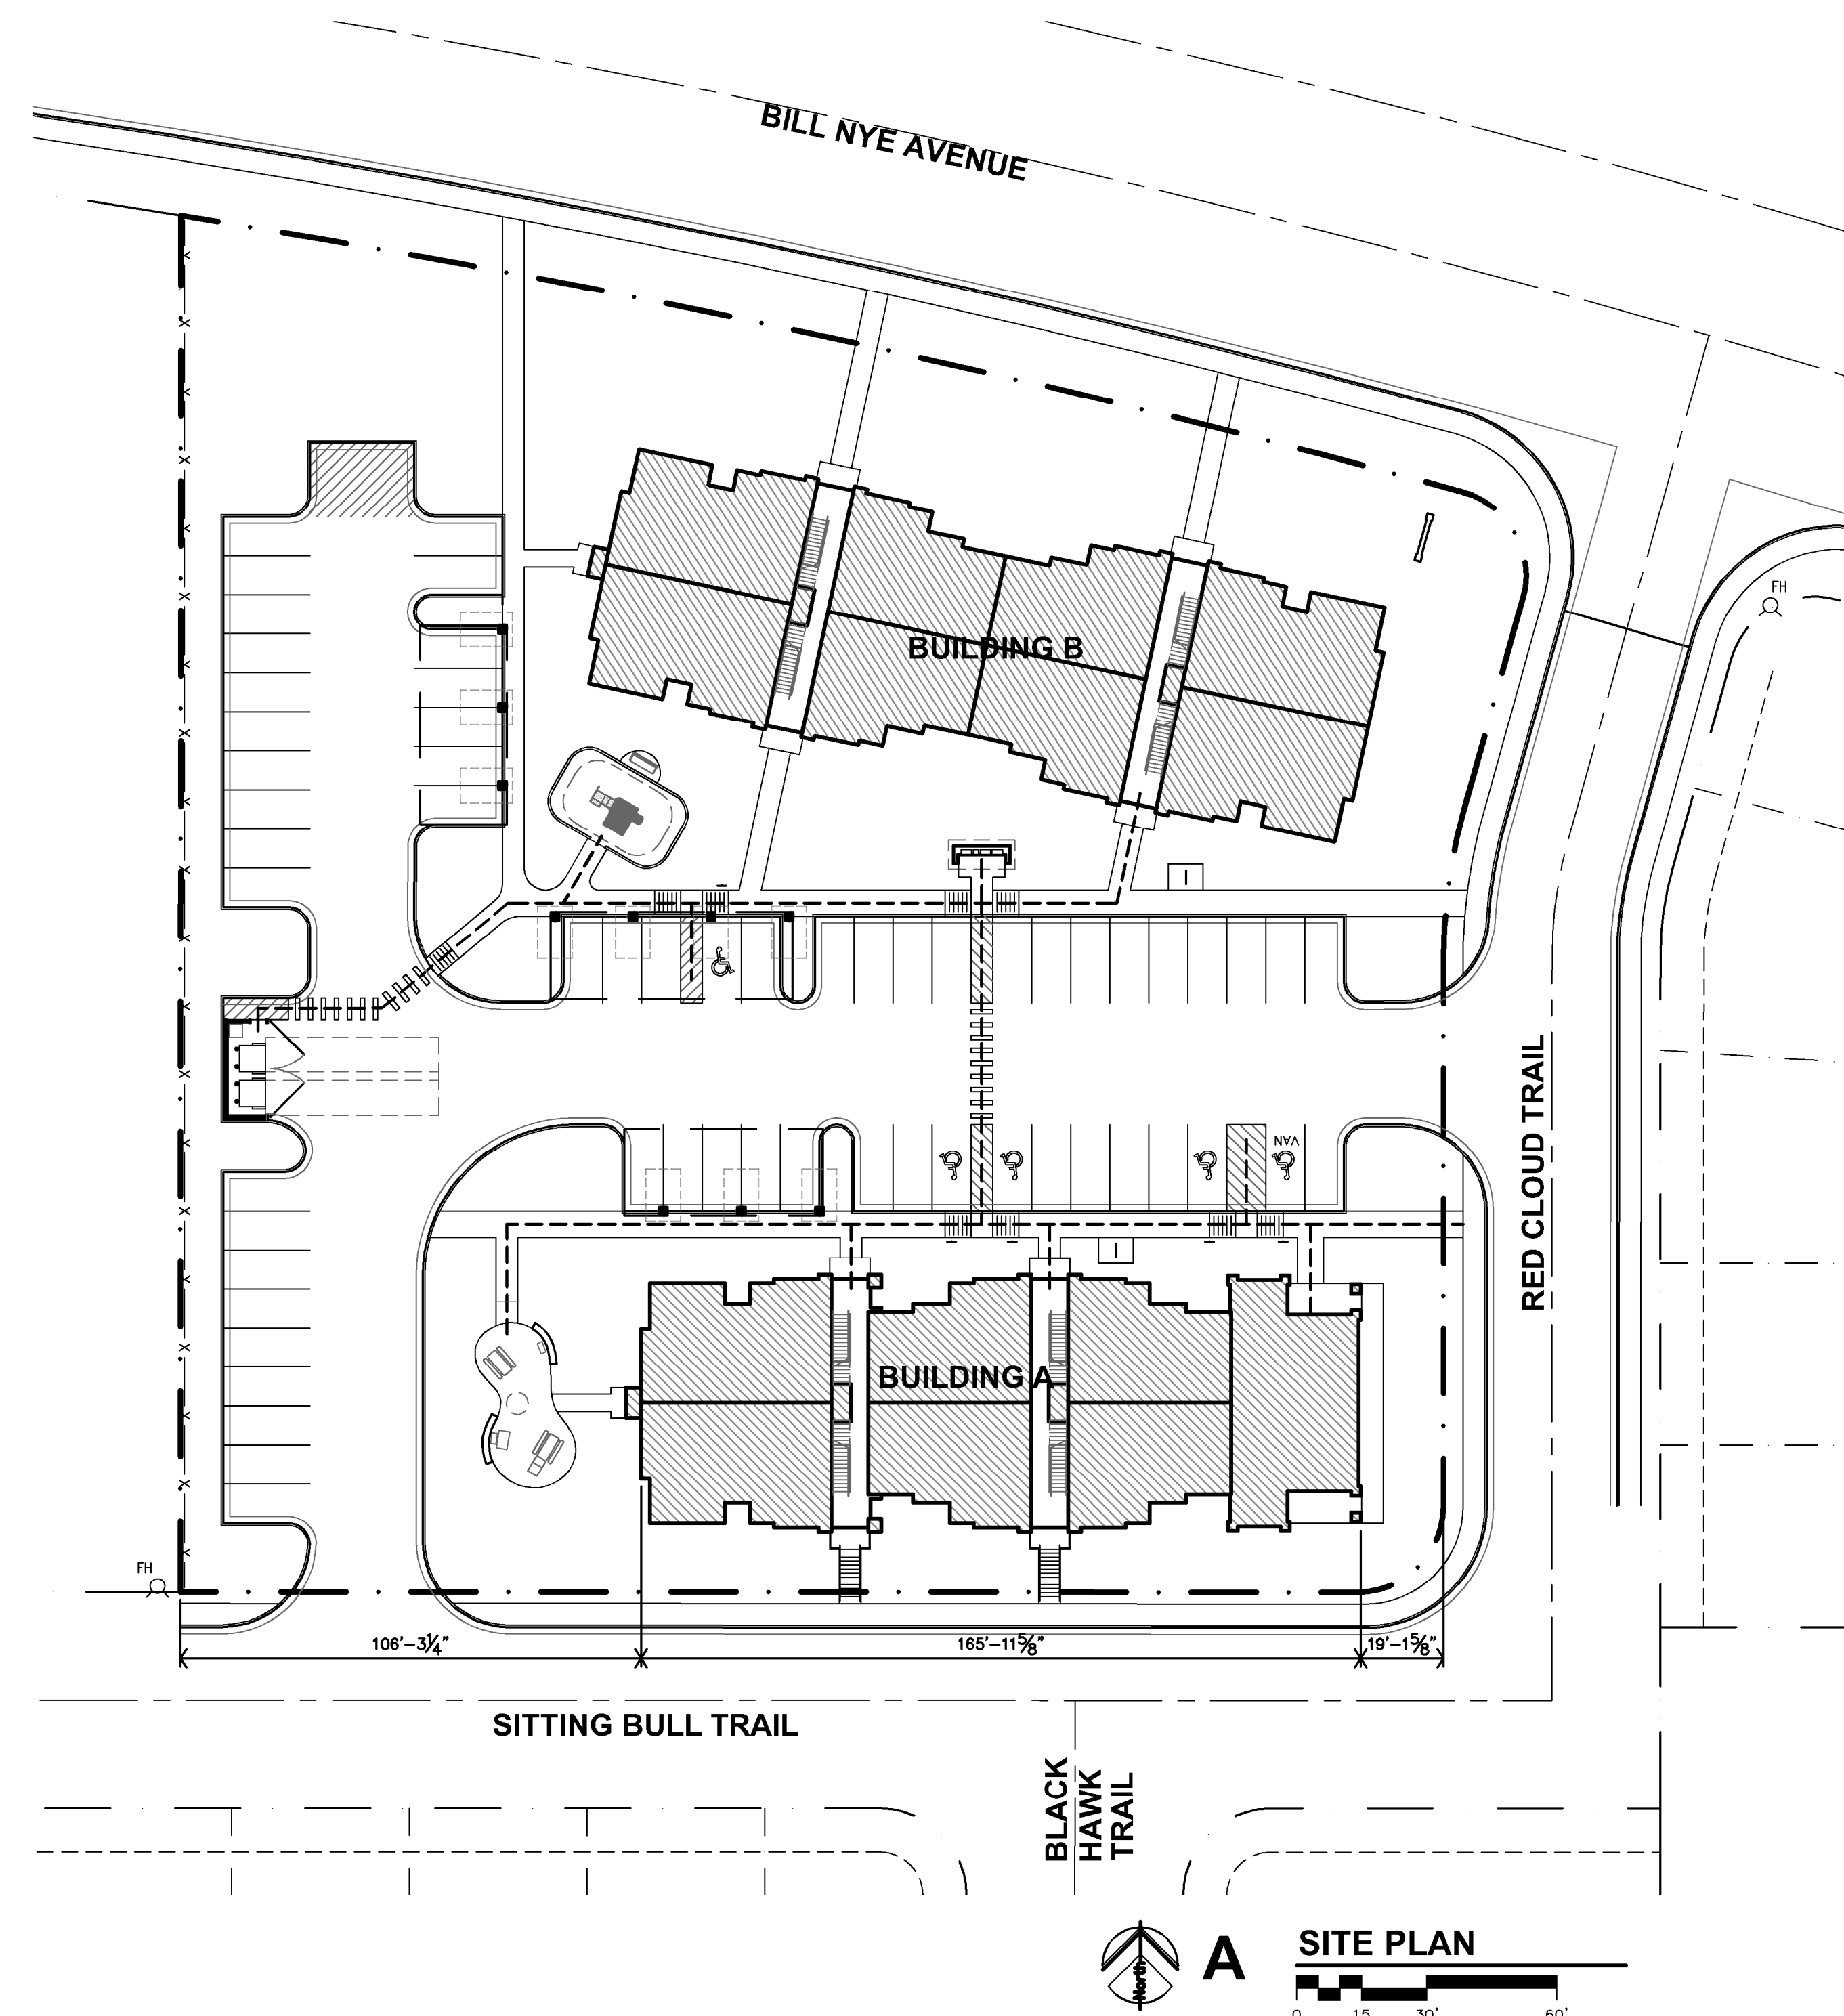 BILL NYE AVENUE
FH
BUILDING B
RED CLOUD TRAIL
VAN
BUILDING A
FH
106'-3¼"
165'-11⅝"
19'-1⅝"
SITTING BULL TRAIL
BLACK
HAWK
TRAIL
North
A
SITE PLAN
0 15 30' 60'